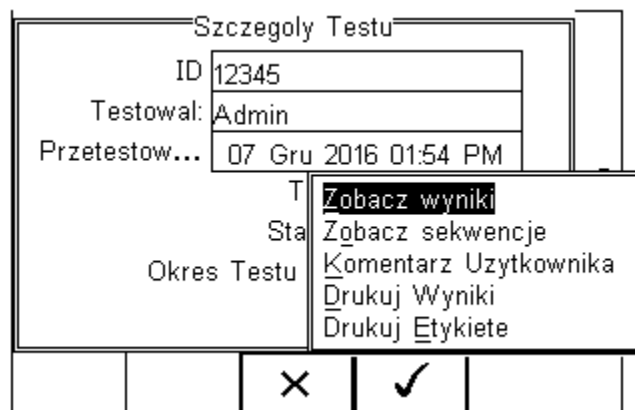 Szczegoly Testu
ID 12345
Testowal: Admin
Przetestow... 07 Gru 2016 01:54 PM
T
Sta
Okres Testu
Zobacz wyniki
Zobacz sekwencje
Komentarz Uzytkownika
Drukuj Wyniki
Drukuj Etykiete